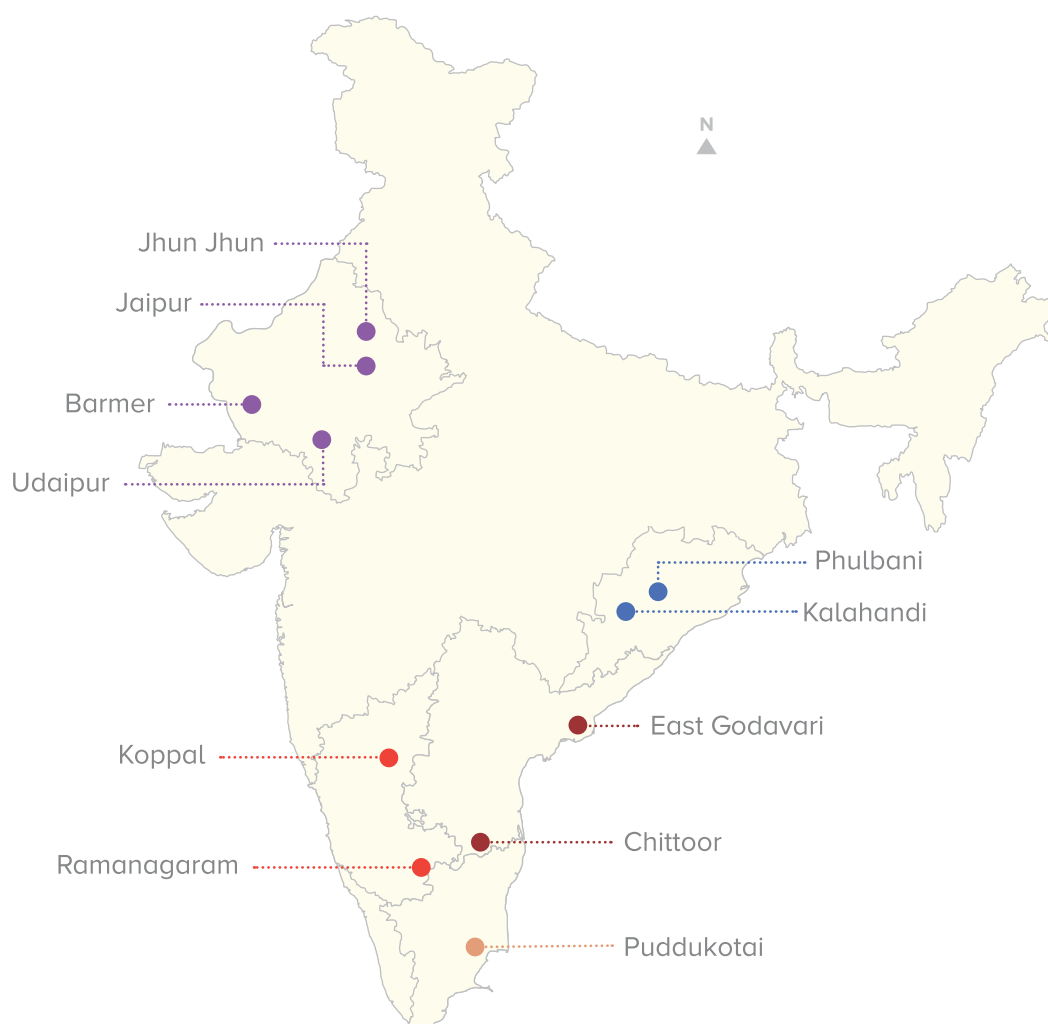 N
Jhun Jhun
Jaipur
Barmer
Udaipur
Phulbani
Kalahandi
East Godavari
Koppal
Chittoor
Ramanagaram
Puddukotai